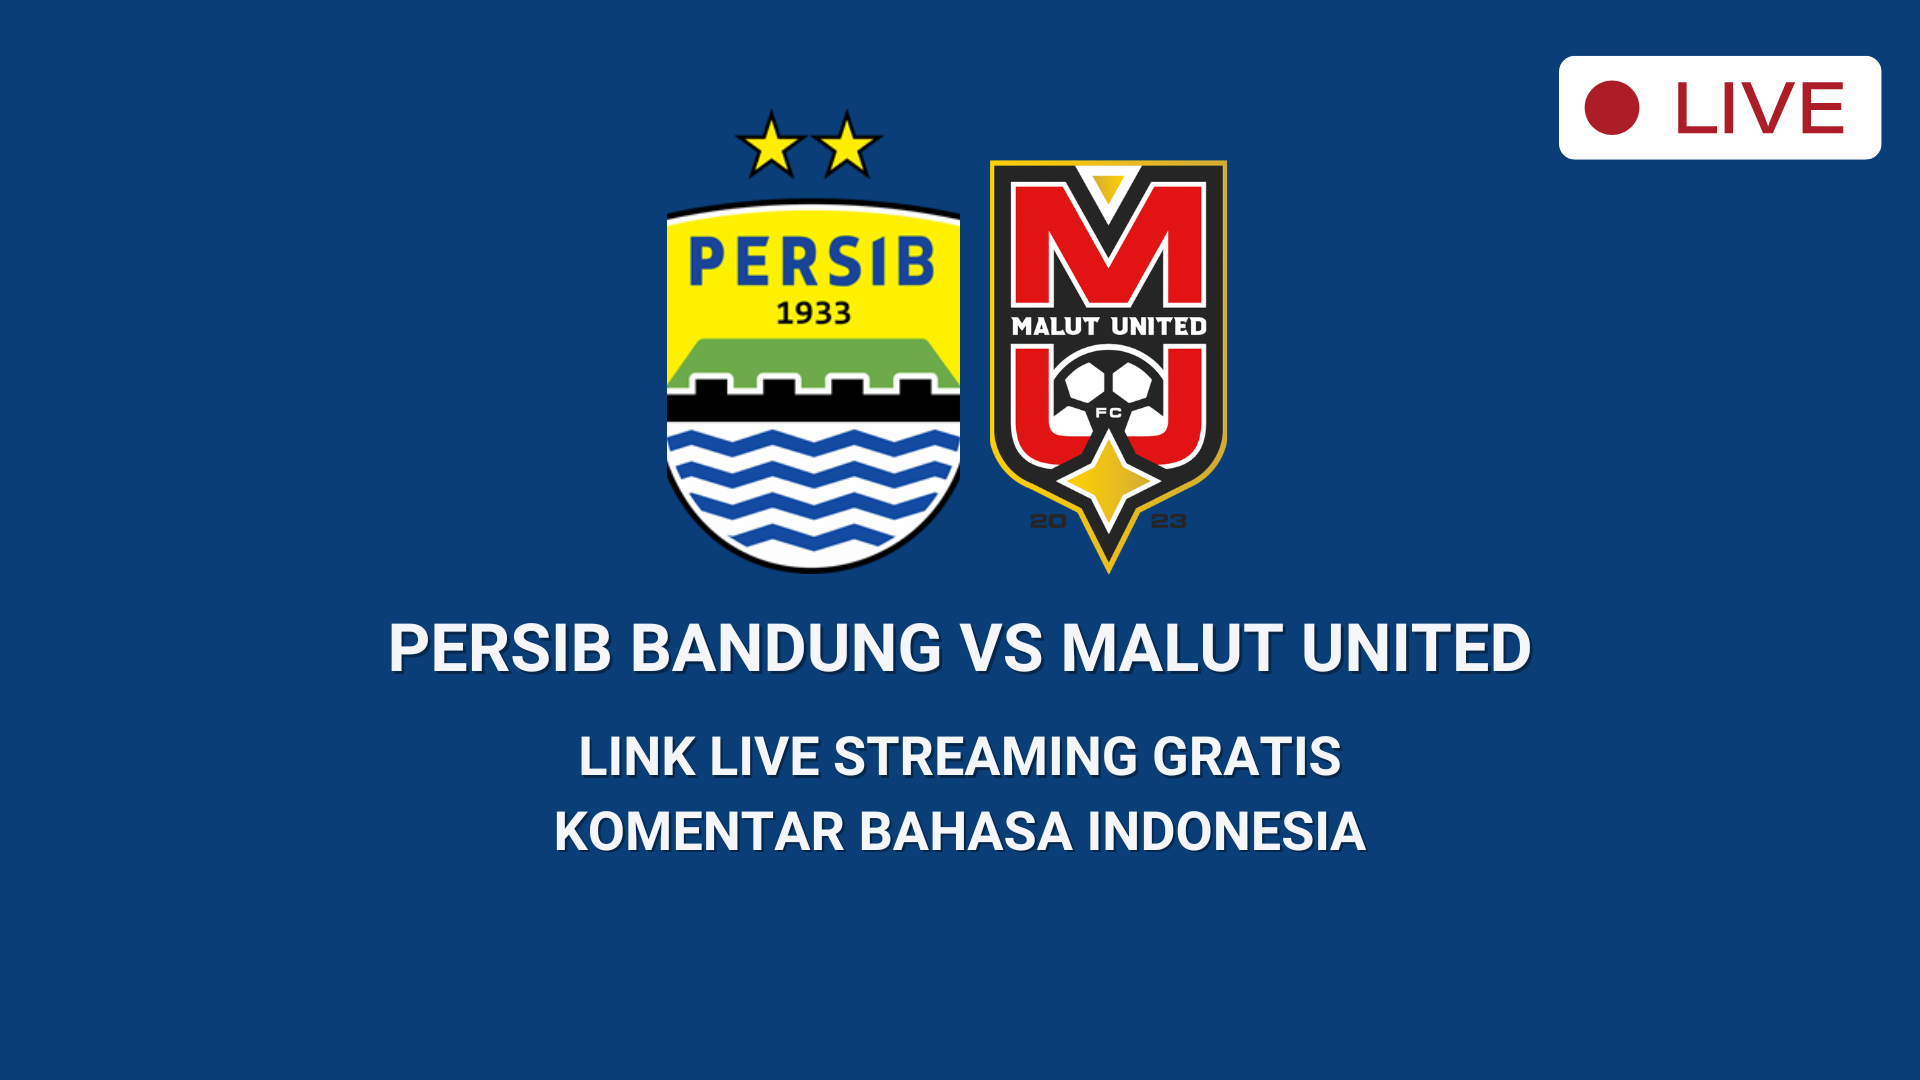 LIVE
PERSIB
1933
M
MALUT UNITED
U
FC
20 23
PERSIB BANDUNG VS MALUT UNITED
LINK LIVE STREAMING GRATIS
KOMENTAR BAHASA INDONESIA